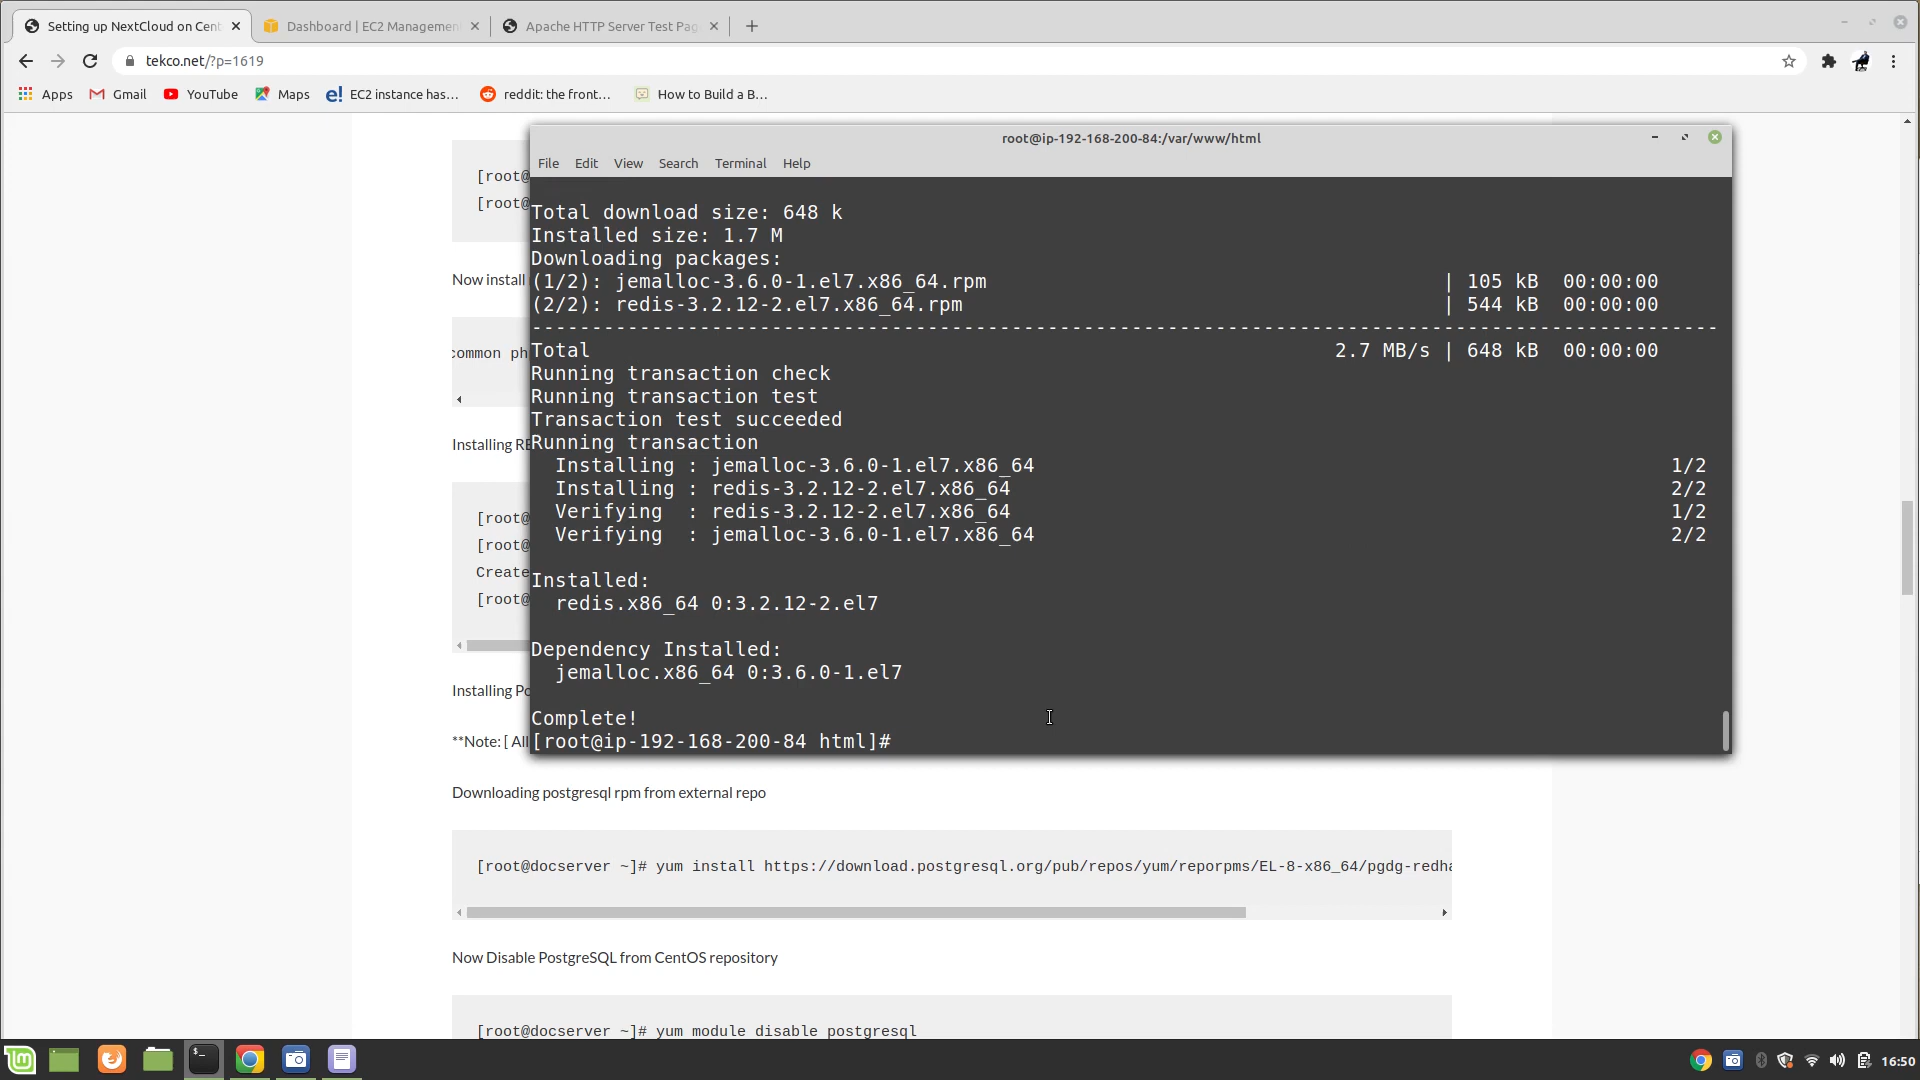 Setting up NextCloud on Cent
Dashboard | EC2 Managemen
Apache HTTP Server Test Pag
tekco.net/?p=1619
Apps
Gmail
YouTube
Maps
e! EC2 instance has...
reddit: the front...
How to Build a B...
root@ip-192-168-200-84:/var/www/html
File Edit View Search Terminal Help
Total download size: 648 k
Installed size: 1.7 M
Downloading packages:
(1/2): jemalloc-3.6.0-1.el7.x86_64.rpm | 105 kB 00:00:00
(2/2): redis-3.2.12-2.el7.x86_64.rpm | 544 kB 00:00:00
--------------------------------------------------------------------------------
Total 2.7 MB/s | 648 kB 00:00:00
Running transaction check
Running transaction test
Transaction test succeeded
Running transaction
Installing : jemalloc-3.6.0-1.el7.x86_64 1/2
Installing : redis-3.2.12-2.el7.x86_64 2/2
Verifying : redis-3.2.12-2.el7.x86_64 1/2
Verifying : jemalloc-3.6.0-1.el7.x86_64 2/2
Installed:
redis.x86_64 0:3.2.12-2.el7
Dependency Installed:
jemalloc.x86_64 0:3.6.0-1.el7
Complete!
[root@ip-192-168-200-84 html]#
[root@
[root@
Now install
common ph
Installing RE
[root@
[root@
Create
[root@
Installing Po
**Note: [ All
Downloading postgresql rpm from external repo
[root@docserver ~]# yum install https://download.postgresql.org/pub/repos/yum/reporpms/EL-8-x86_64/pgdg-redha
Now Disable PostgreSQL from CentOS repository
[root@docserver ~]# yum module disable postgresql
16:50